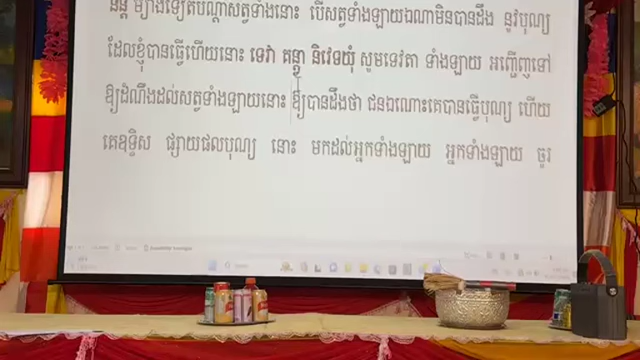 នន្ត ម្យ៉ាងទៀតបណ្ដាសត្វទាំងនោះ បើសត្វទាំងឡាយឯណាមិនបានដឹង នូវបុណ្យ
ដែលខ្ញុំបានធ្វើហើយនោះ ទេវា គន្ត្វា និវេទយុំ សូមទេវតា ទាំងឡាយ អញ្ជើញទៅ
ឱ្យដំណឹងដល់សត្វទាំងឡាយនោះ ឱ្យបានដឹងថា ជនឯណោះគេបានធ្វើបុណ្យ ហើយ
គេឧទ្ទិស ផ្សាយផលបុណ្យ នោះ មកដល់អ្នកទាំងឡាយ អ្នកទាំងឡាយ ចូរ